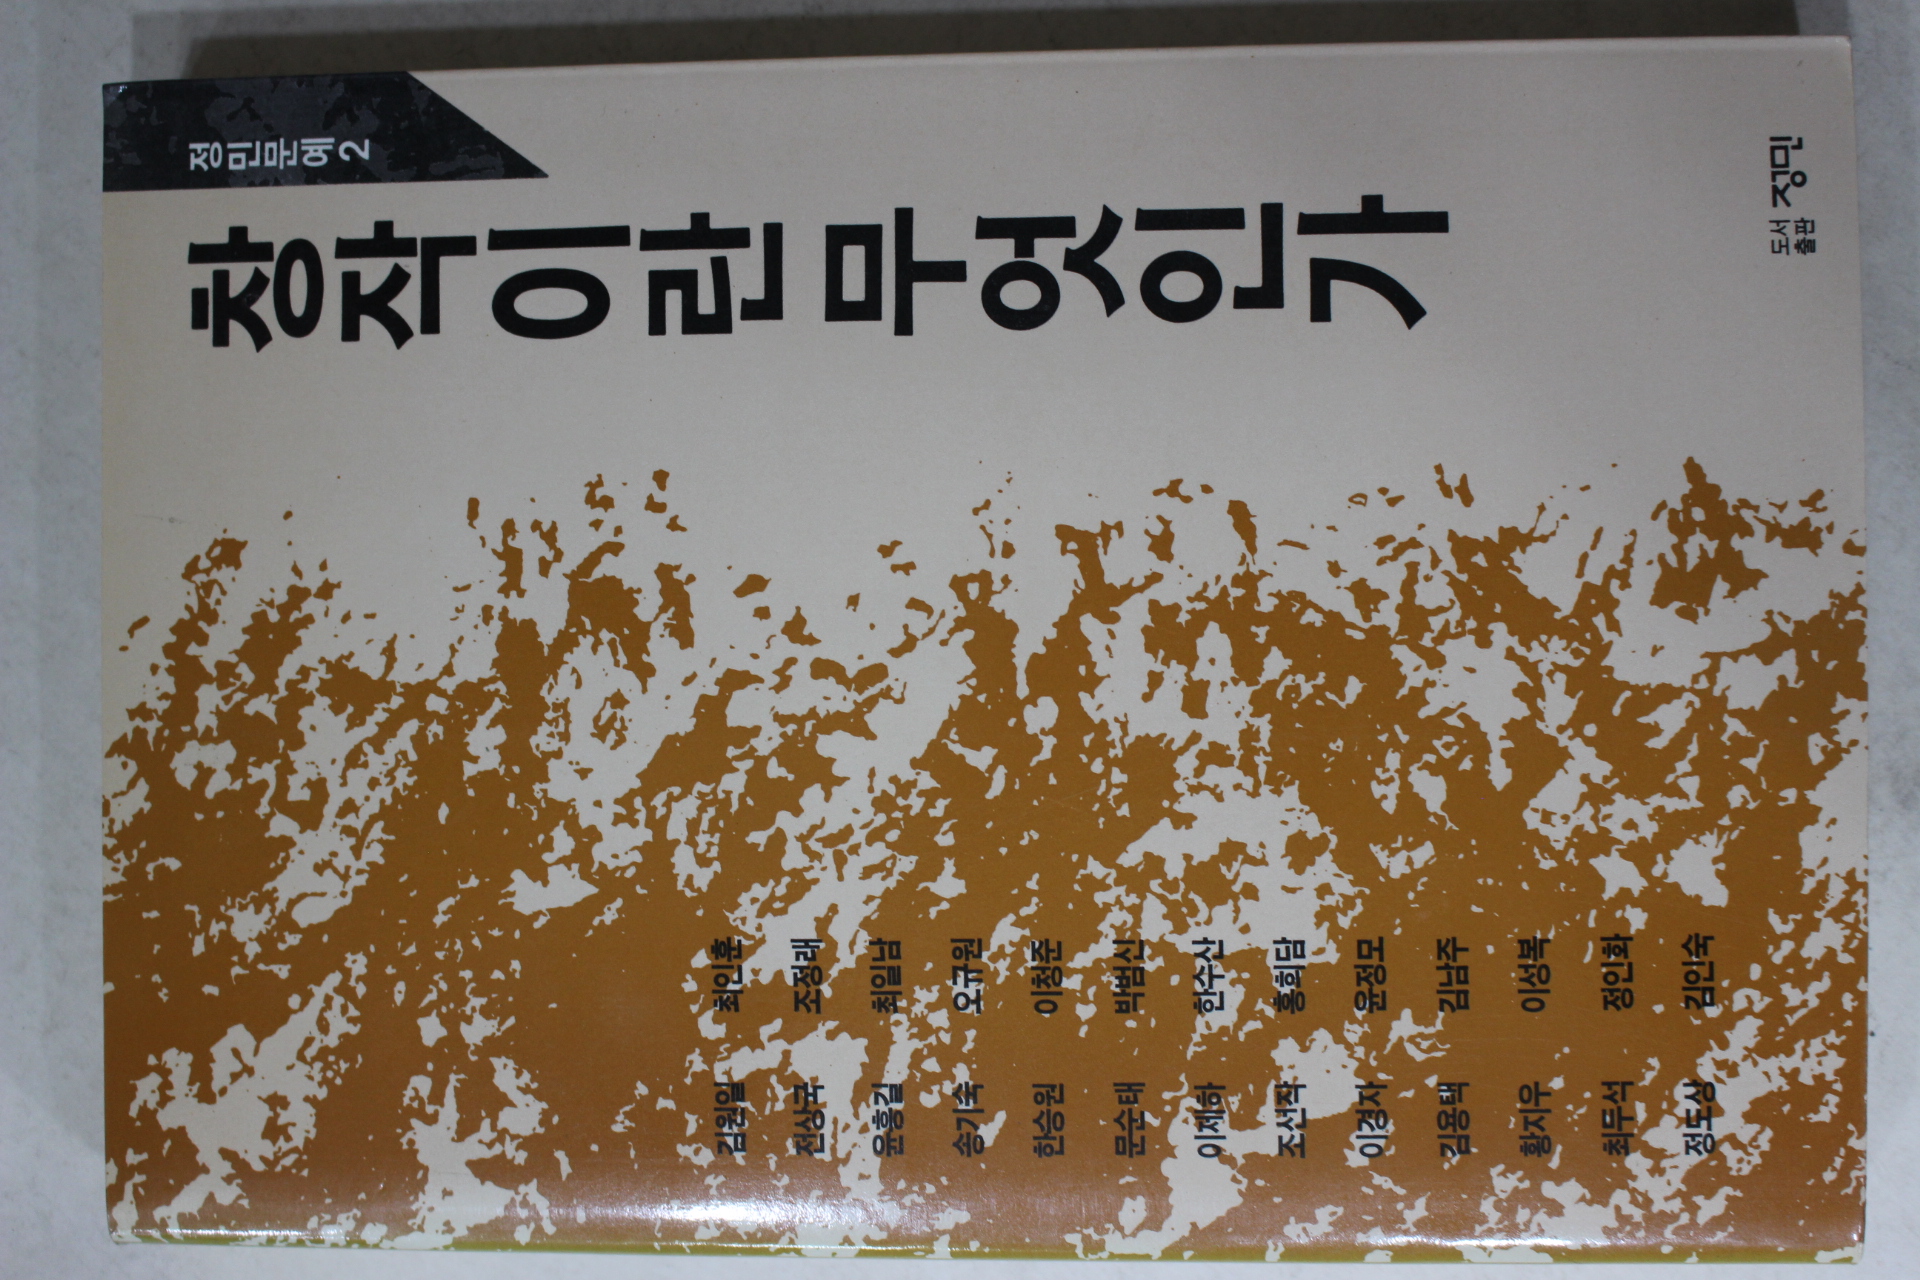 정민문예 2
창작이란 무엇인가
김원일 최인훈
전상국 조정래
윤흥길 최일남
송기숙 오규원
한승원 이청준
문순태 박범신
이제하 한수산
조선작 홍희담
이경자 윤정모
김용택 김남주
황지우 이성복
최두석 정인화
정도상 김인숙
도서출판 정민